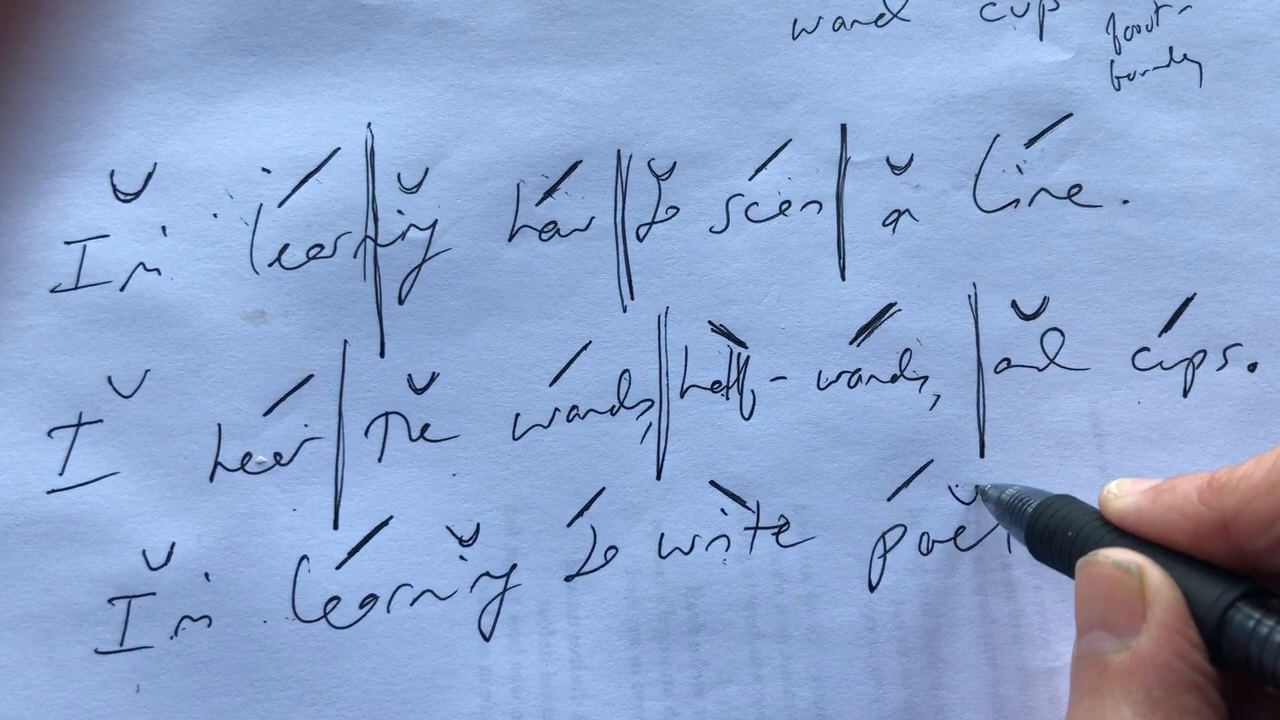 wand cup foot-
boundary
I'm learning how to scan a line.
I hear the wands, half-wands, and cups.
I'm learning to write poet